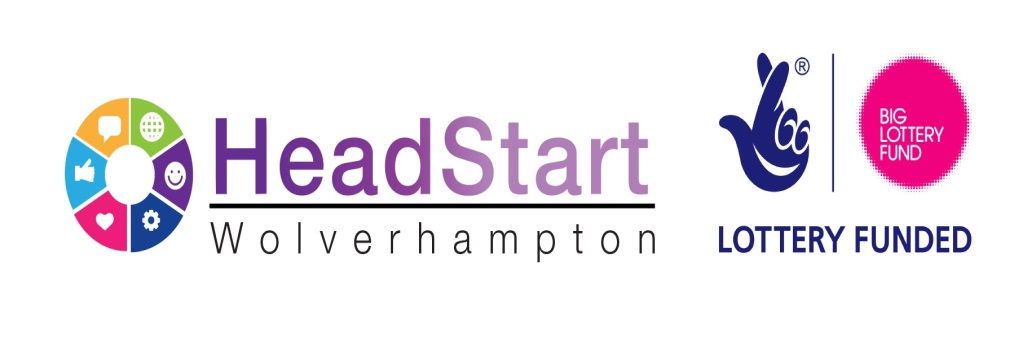 HeadStart
Wolverhampton
®
BIG
LOTTERY
FUND
LOTTERY FUNDED